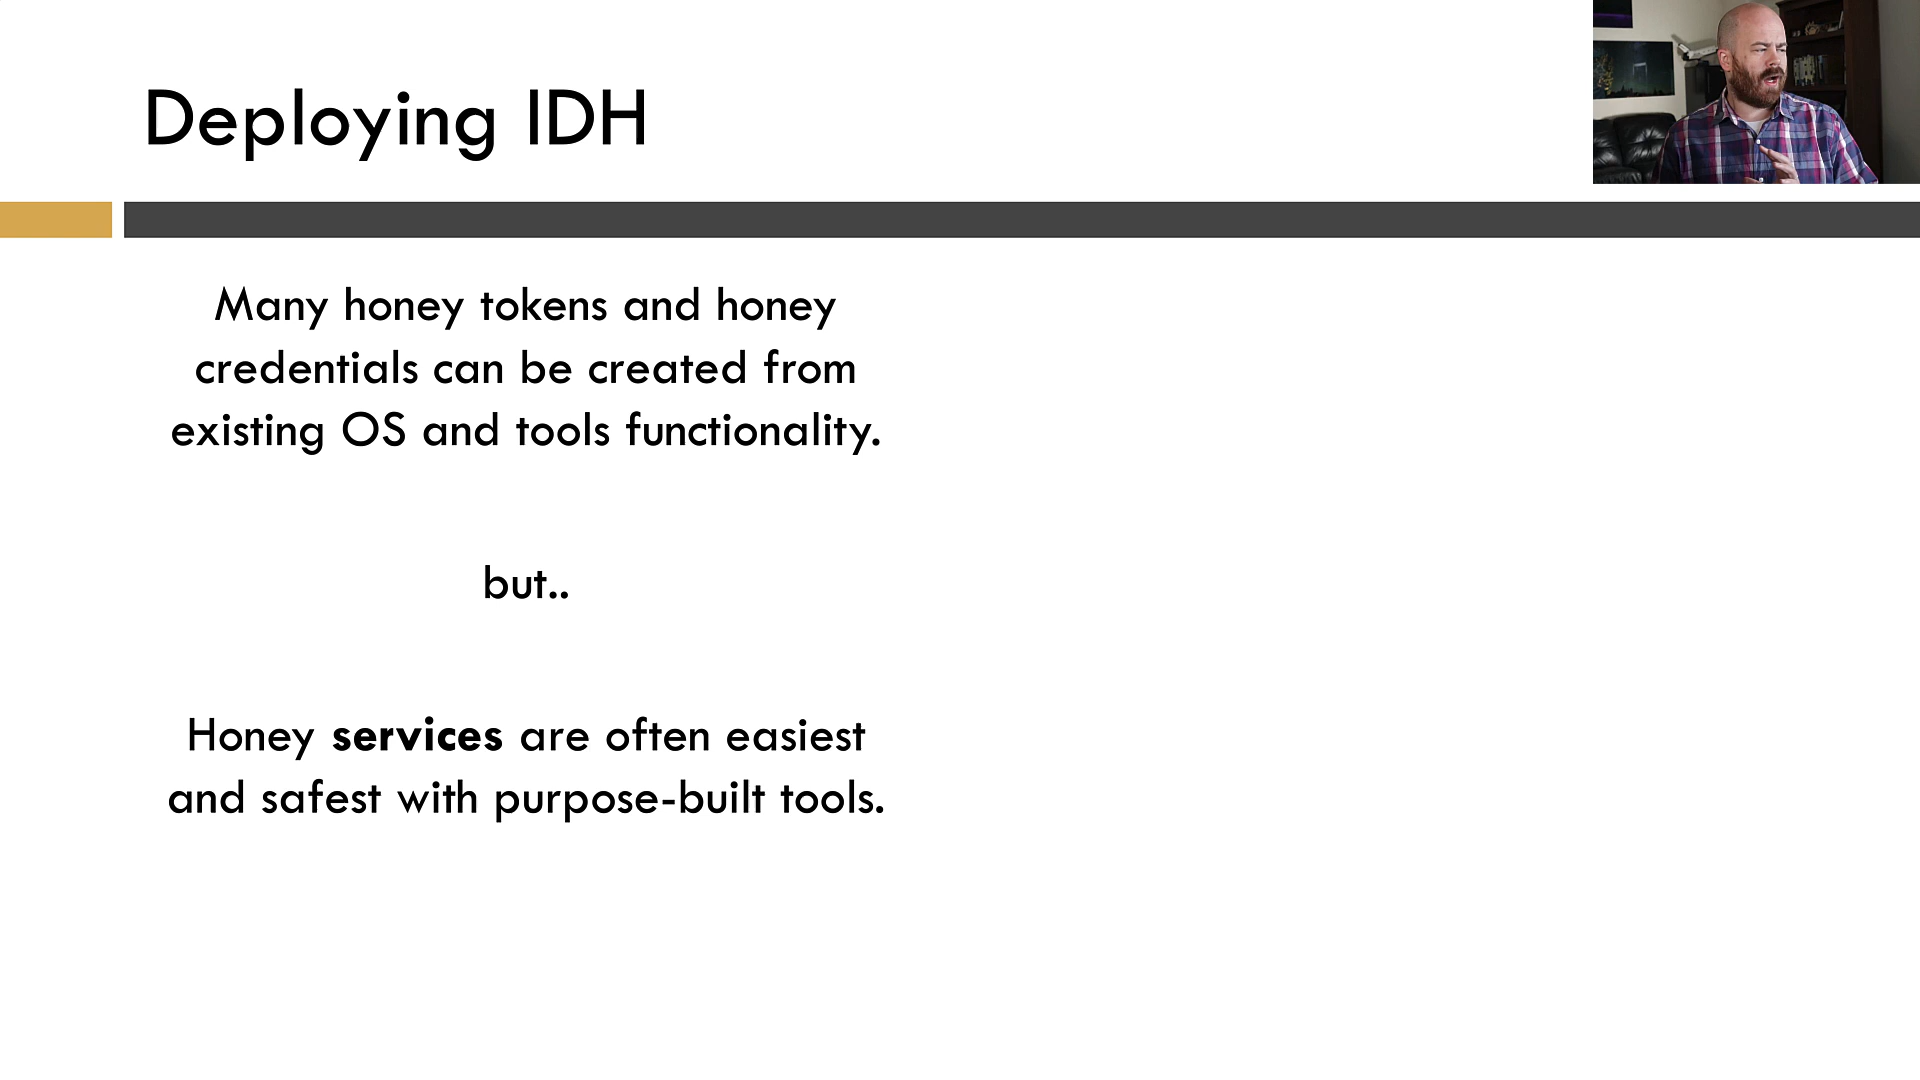 Deploying IDH
Many honey tokens and honey
credentials can be created from
existing OS and tools functionality.
but..
Honey services are often easiest
and safest with purpose-built tools.